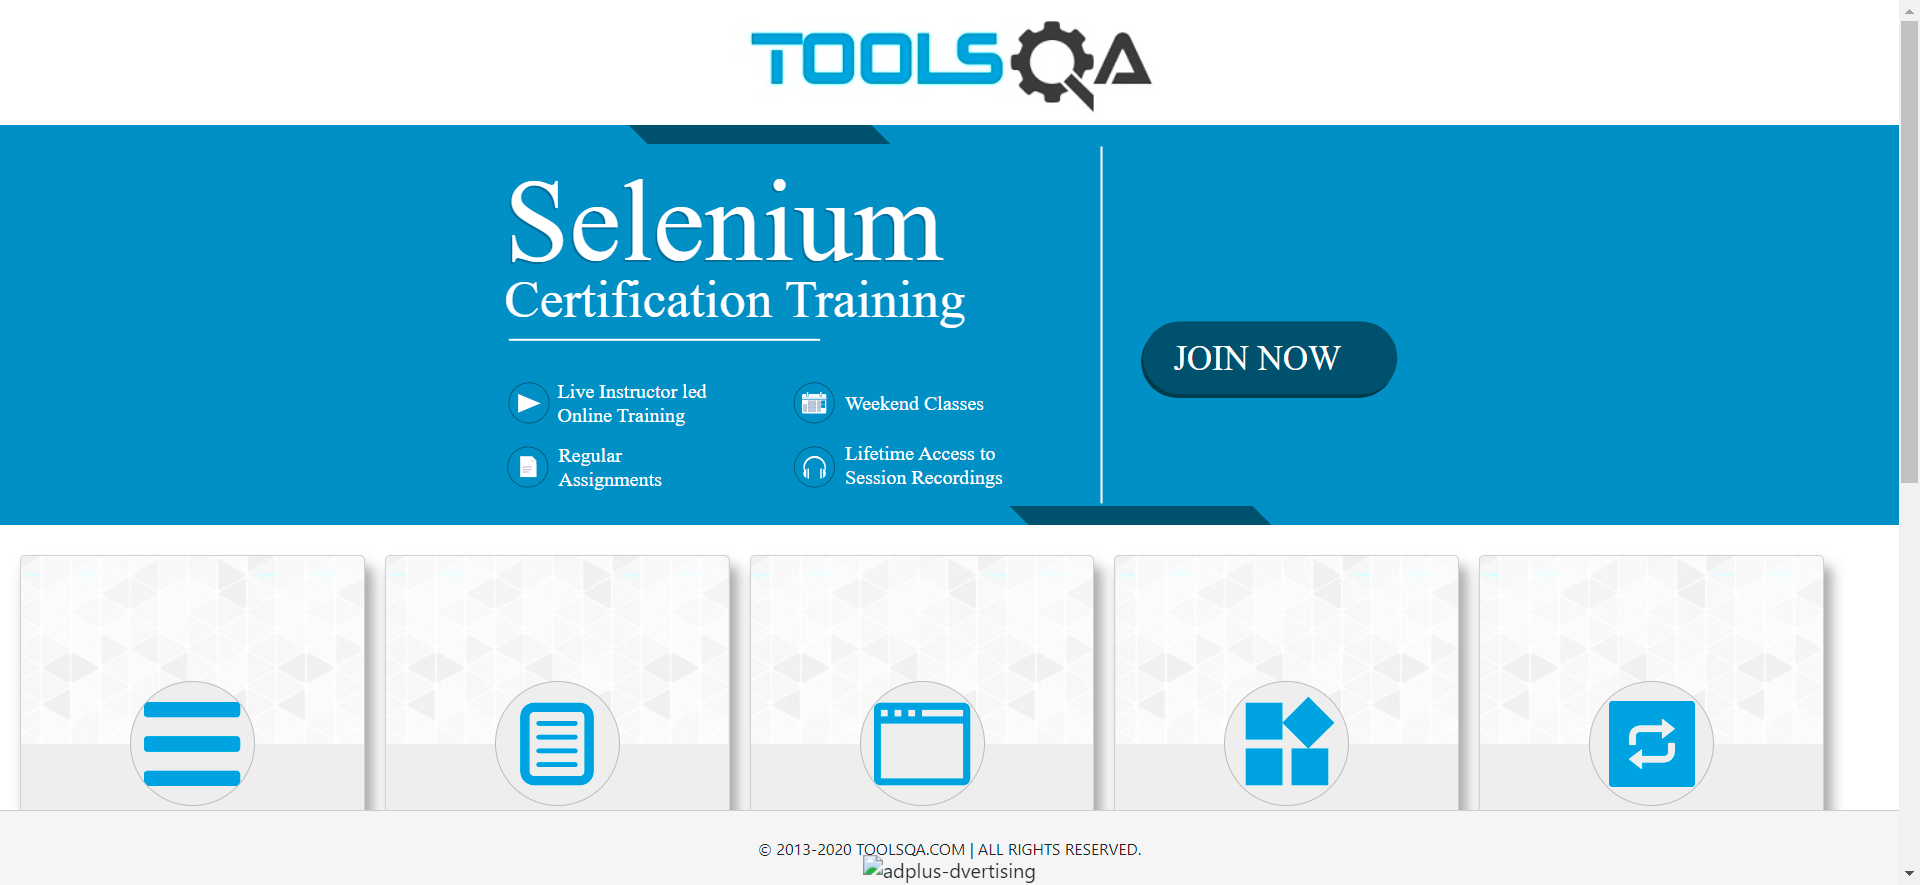 TOOLSQA
Selenium
Certification Training
JOIN NOW
Live Instructor led
Online Training
Weekend Classes
Regular
Assignments
Lifetime Access to
Session Recordings
© 2013-2020 TOOLSQA.COM | ALL RIGHTS RESERVED.
adplus-dvertising